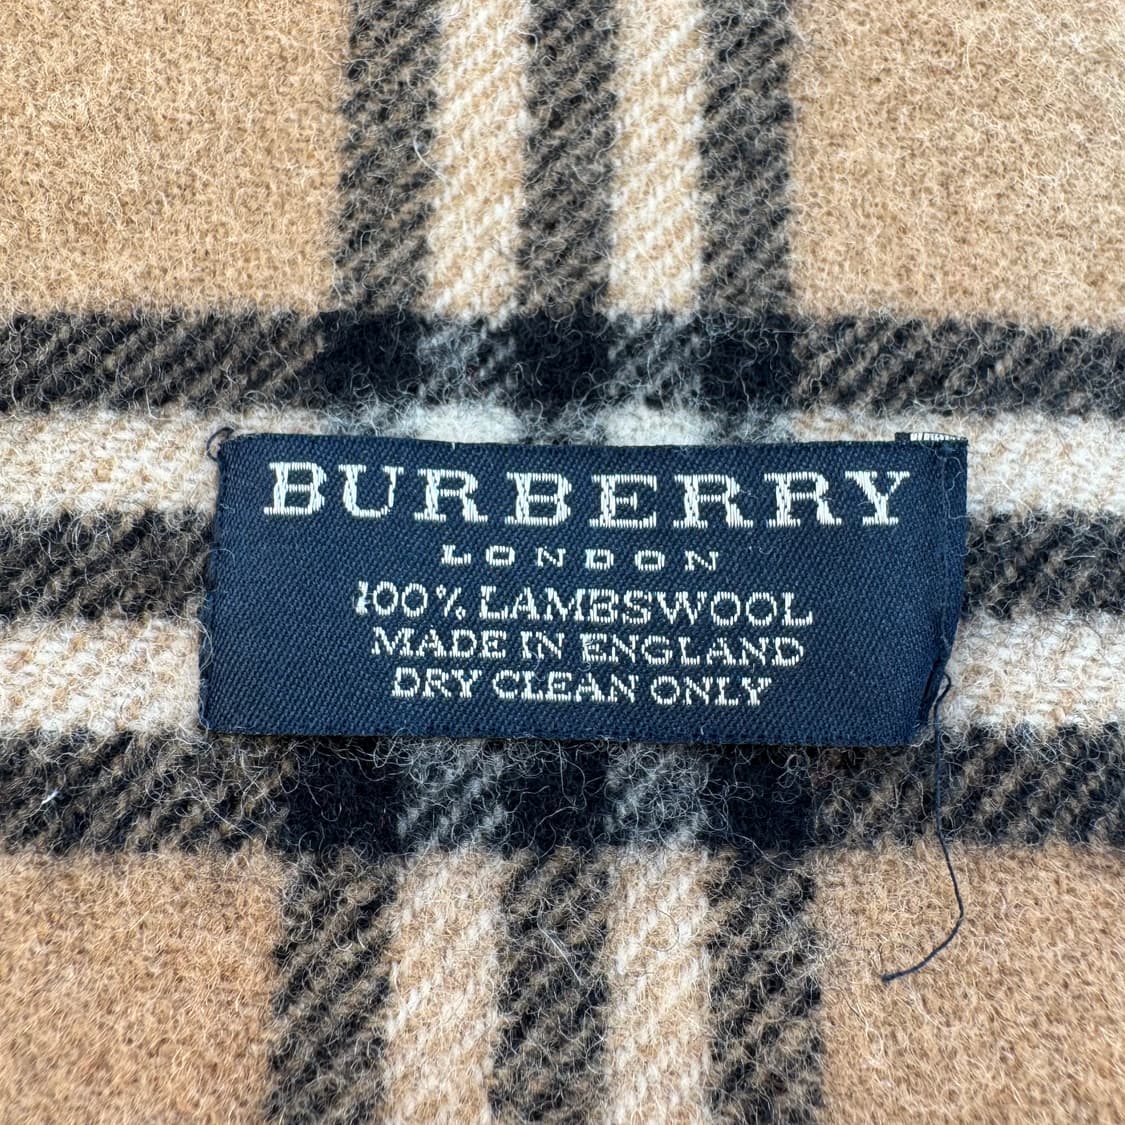 BURBERRY
LONDON
100% LAMBSWOOL
MADE IN ENGLAND
DRY CLEAN ONLY